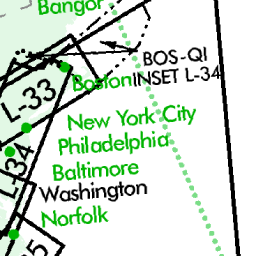 Bangor
BOS-QI
Boston INSET L-34
L-33
New York City
Philadelphia
L-34
Baltimore
Washington
Norfolk